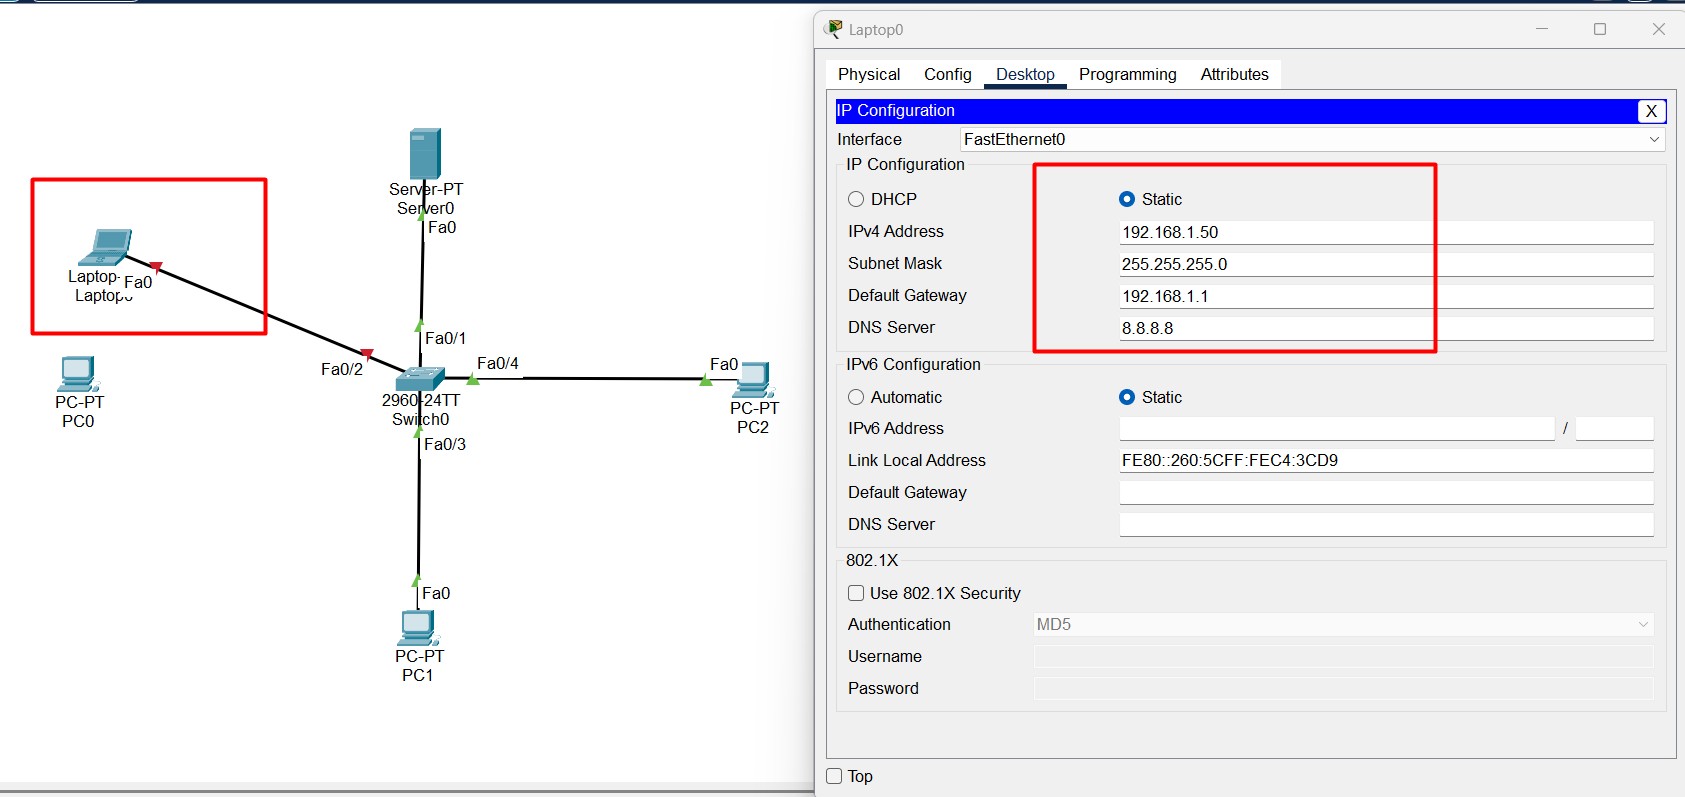 Server-PT
Server0
Fa0
Laptop-
Fa0
Fa0/1
Fa0/2
Fa0/4
Fa0
2960-24TT
Switch0
PC-PT
PC0
PC-PT
PC2
Fa0/3
Fa0
PC-PT
PC1
Laptop0
Physical Config Desktop Programming Attributes
IP Configuration X
Interface FastEthernet0
IP Configuration
DHCP Static
IPv4 Address 192.168.1.50
Subnet Mask 255.255.255.0
Default Gateway 192.168.1.1
DNS Server 8.8.8.8
IPv6 Configuration
Automatic Static
IPv6 Address /
Link Local Address FE80::260:5CFF:FEC4:3CD9
Default Gateway
DNS Server
802.1X
Use 802.1X Security
Authentication MD5
Username
Password
Top